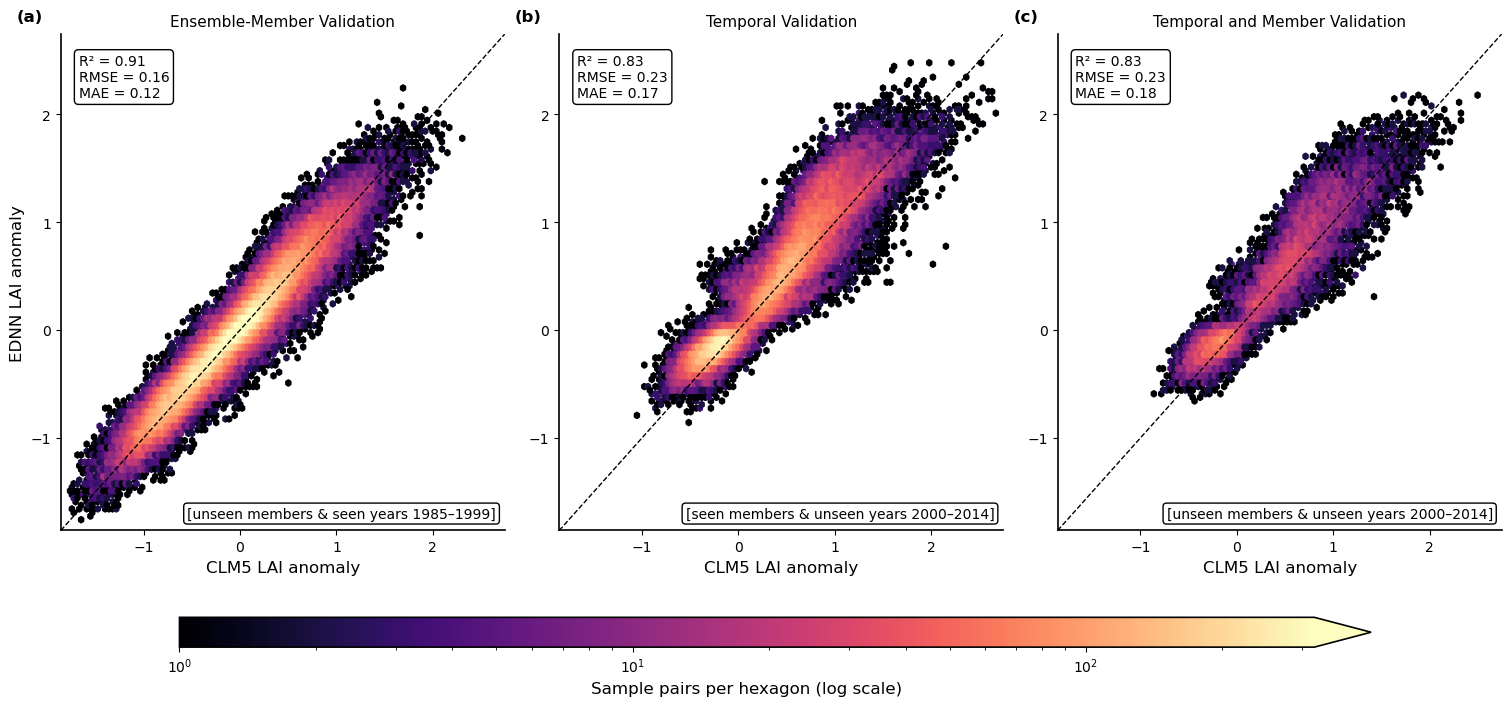 (a) Ensemble-Member Validation
R² = 0.91
RMSE = 0.16
MAE = 0.12
2
1
0
−1
EDNN LAI anomaly
[unseen members & seen years 1985–1999]
−1 0 1 2
CLM5 LAI anomaly
(b) Temporal Validation
R² = 0.83
RMSE = 0.23
MAE = 0.17
2
1
0
−1
[seen members & unseen years 2000–2014]
−1 0 1 2
CLM5 LAI anomaly
(c) Temporal and Member Validation
R² = 0.83
RMSE = 0.23
MAE = 0.18
2
1
0
−1
[unseen members & unseen years 2000–2014]
−1 0 1 2
CLM5 LAI anomaly
10⁰ 10¹ 10²
Sample pairs per hexagon (log scale)